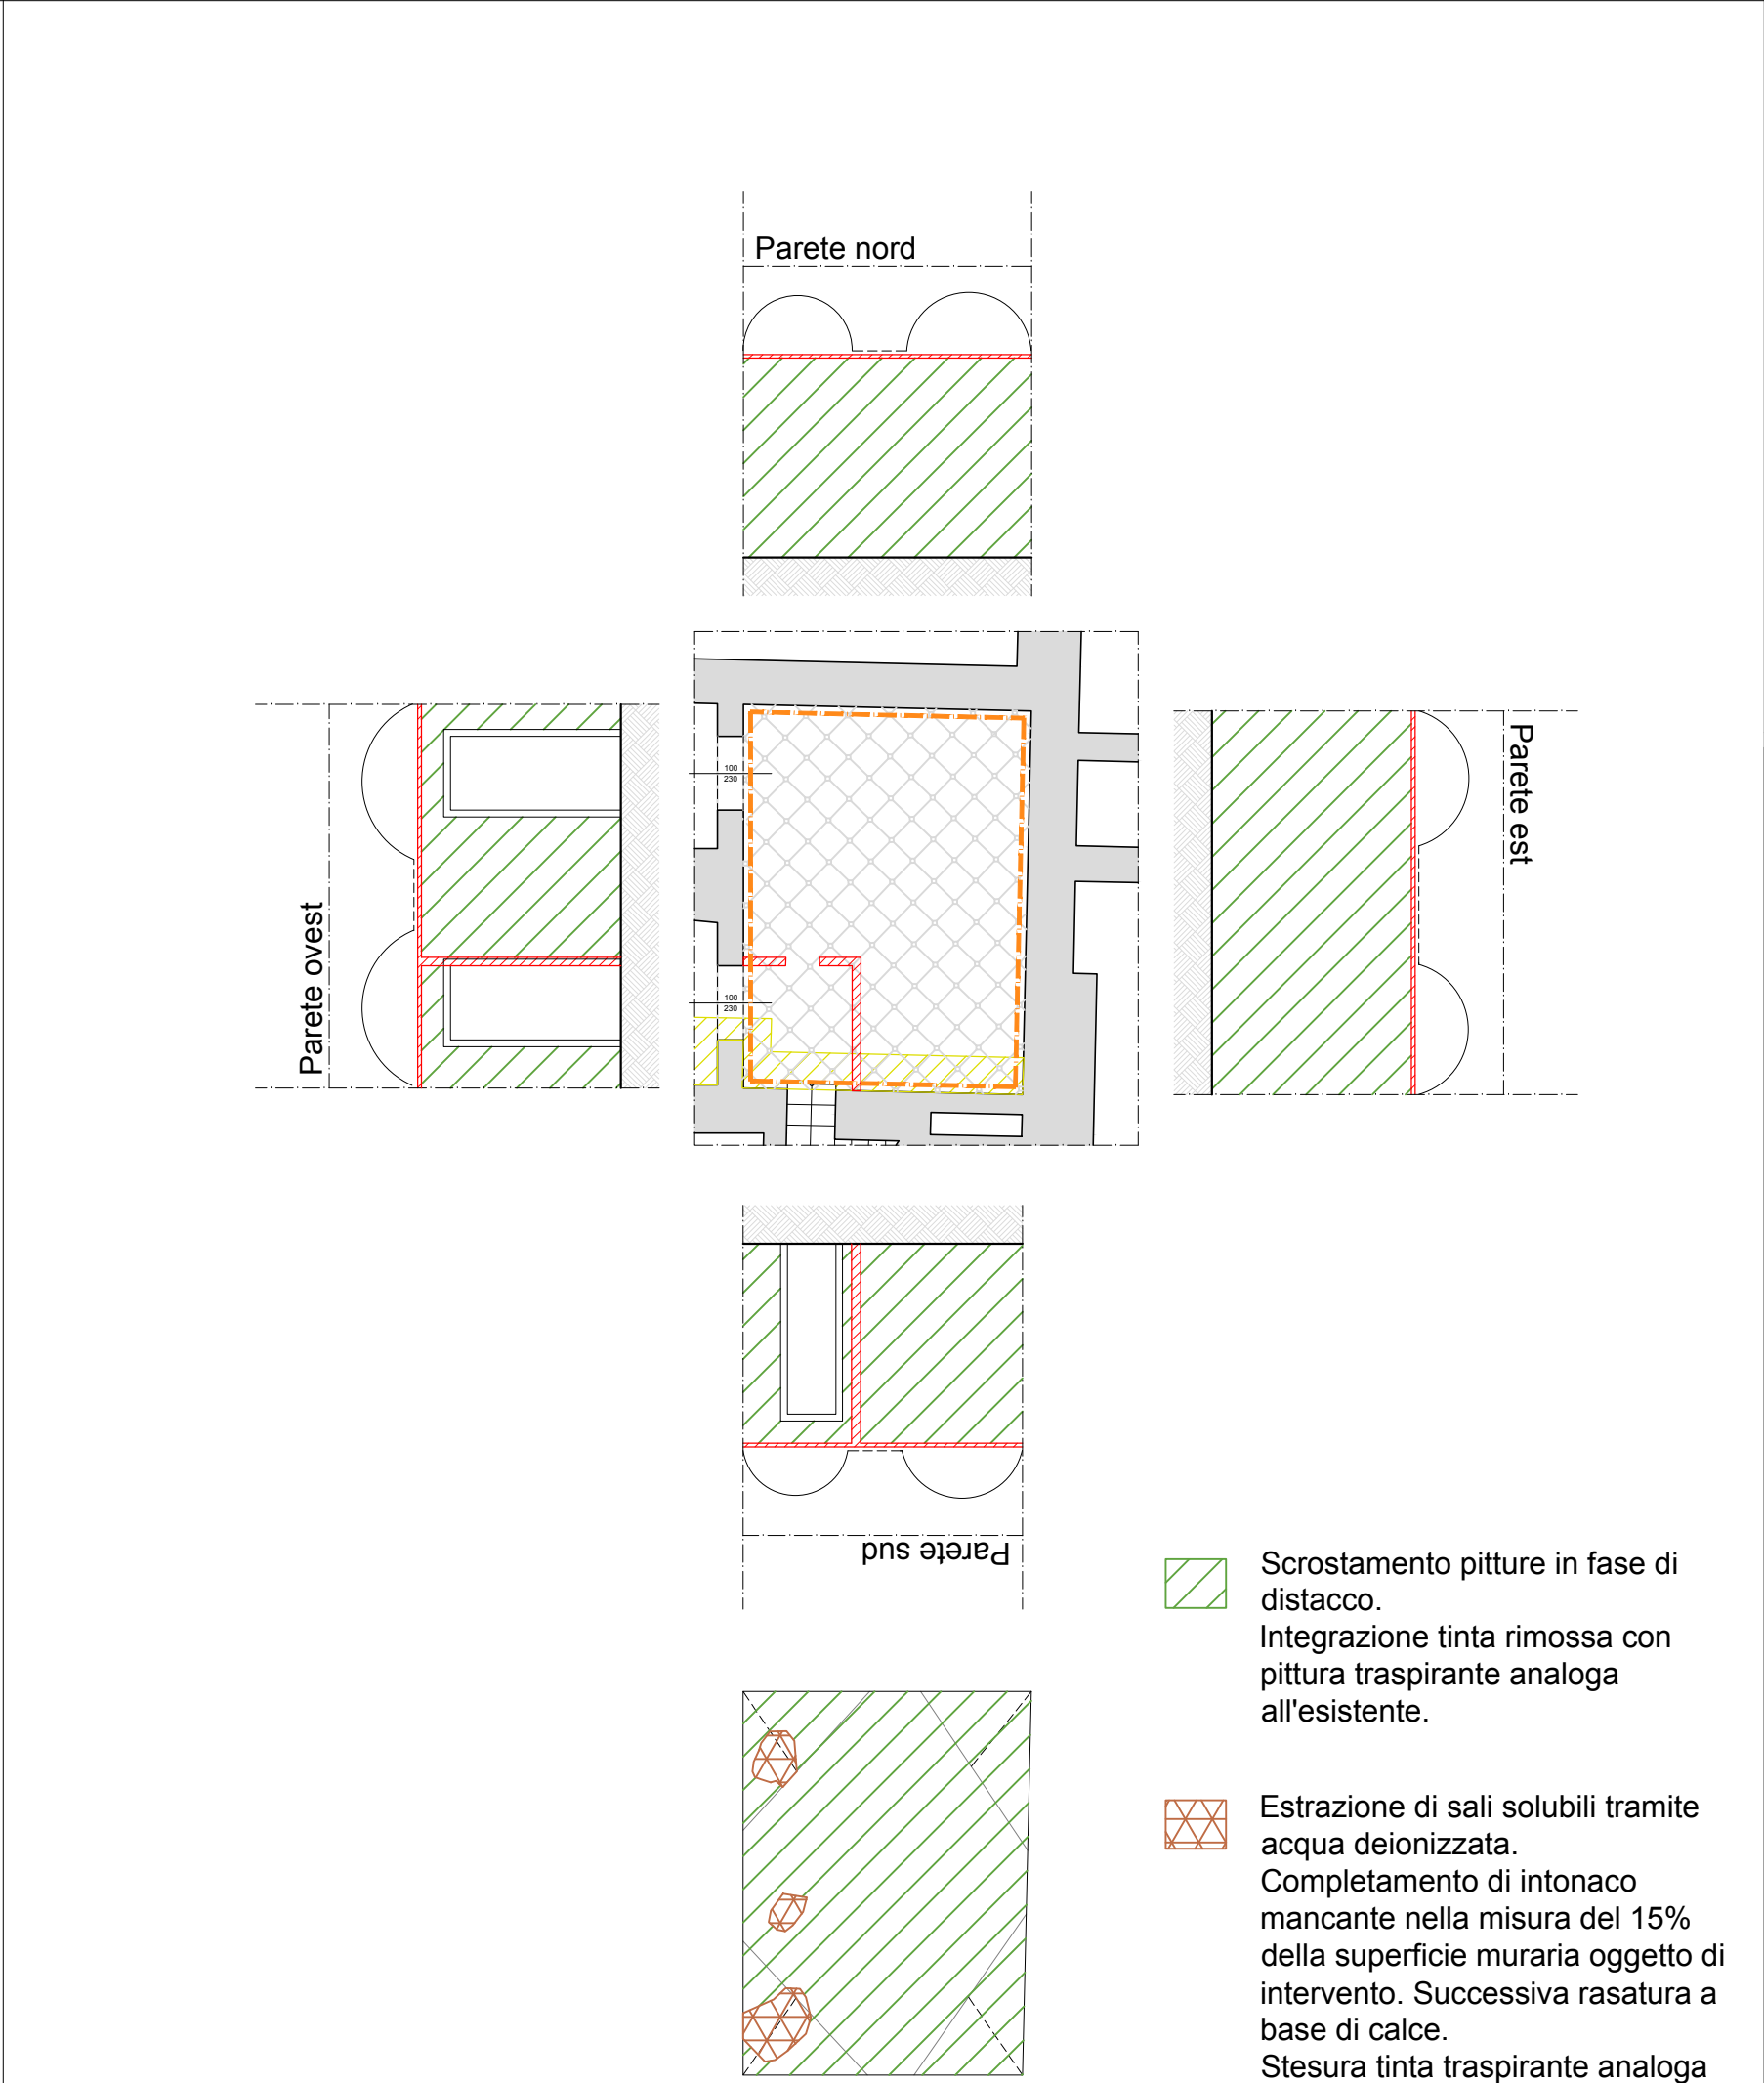 Parete nord
100
230
Parete est
Parete ovest
100
230
Parete sud
Scrostamento pitture in fase di
distacco.
Integrazione tinta rimossa con
pittura traspirante analoga
all'esistente.
Estrazione di sali solubili tramite
acqua deionizzata.
Completamento di intonaco
mancante nella misura del 15%
della superficie muraria oggetto di
intervento. Successiva rasatura a
base di calce.
Stesura tinta traspirante analoga